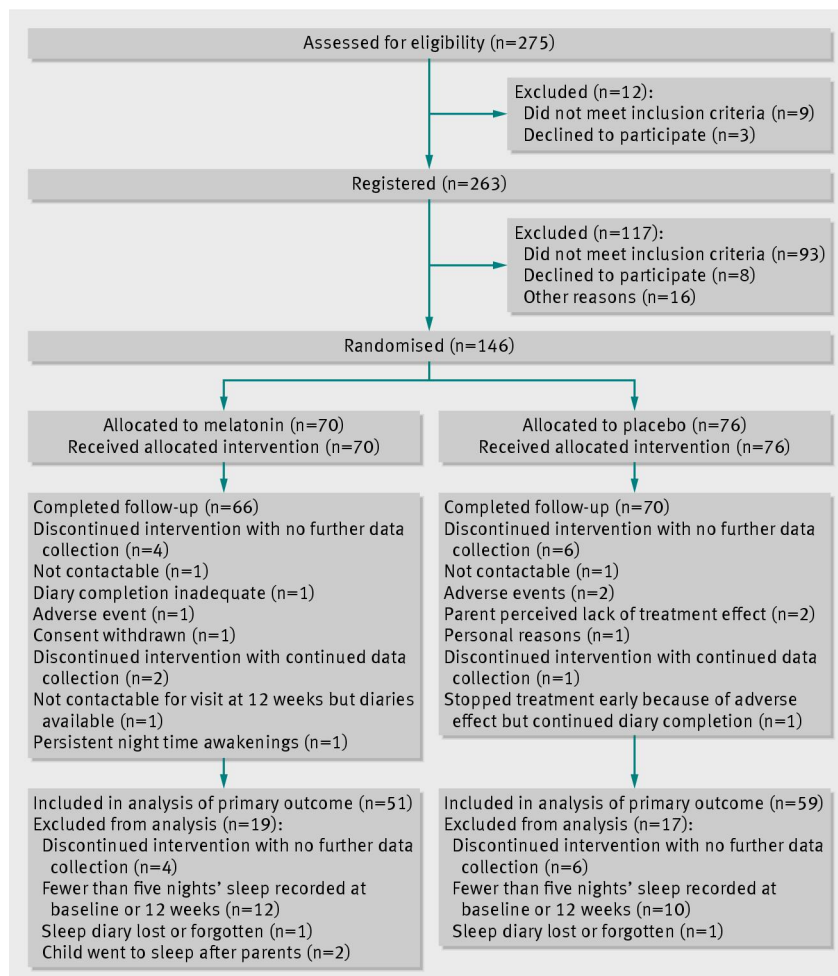 Assessed for eligibility (n=275)
Excluded (n=12):
Did not meet inclusion criteria (n=9)
Declined to participate (n=3)
Registered (n=263)
Excluded (n=117):
Did not meet inclusion criteria (n=93)
Declined to participate (n=8)
Other reasons (n=16)
Randomised (n=146)
Allocated to melatonin (n=70)
Received allocated intervention (n=70)
Allocated to placebo (n=76)
Received allocated intervention (n=76)
Completed follow-up (n=66)
Discontinued intervention with no further data
collection (n=4)
Not contactable (n=1)
Diary completion inadequate (n=1)
Adverse event (n=1)
Consent withdrawn (n=1)
Discontinued intervention with continued data
collection (n=2)
Not contactable for visit at 12 weeks but diaries
available (n=1)
Persistent night time awakenings (n=1)
Completed follow-up (n=70)
Discontinued intervention with no further data
collection (n=6)
Not contactable (n=1)
Adverse events (n=2)
Parent perceived lack of treatment effect (n=2)
Personal reasons (n=1)
Discontinued intervention with continued data
collection (n=1)
Stopped treatment early because of adverse
effect but continued diary completion (n=1)
Included in analysis of primary outcome (n=51)
Excluded from analysis (n=19):
Discontinued intervention with no further data
collection (n=4)
Fewer than five nights’ sleep recorded at
baseline or 12 weeks (n=12)
Sleep diary lost or forgotten (n=1)
Child went to sleep after parents (n=2)
Included in analysis of primary outcome (n=59)
Excluded from analysis (n=17):
Discontinued intervention with no further data
collection (n=6)
Fewer than five nights’ sleep recorded at
baseline or 12 weeks (n=10)
Sleep diary lost or forgotten (n=1)